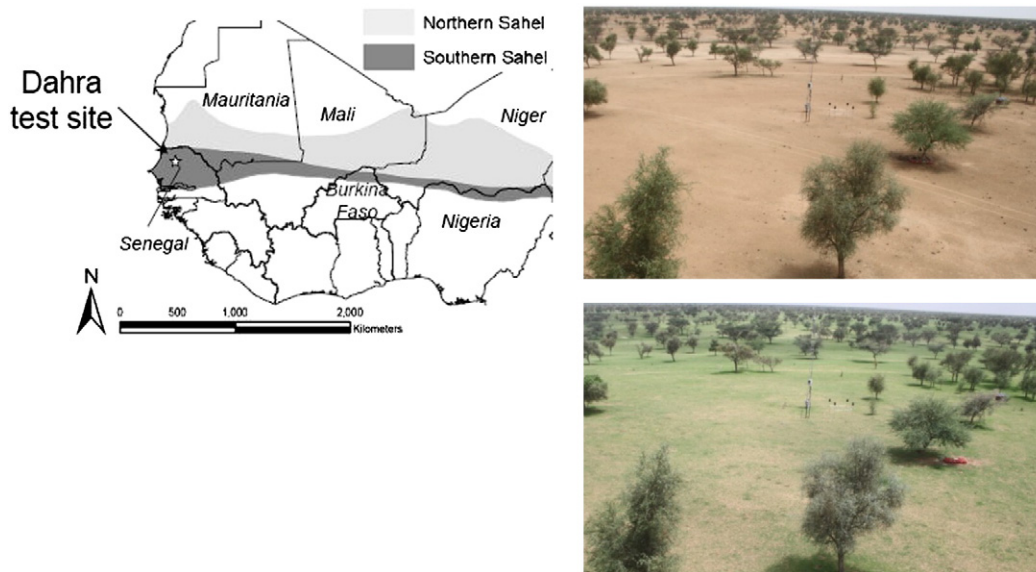 Northern Sahel
Southern Sahel
Dahra
test site
Mauritania
Mali
Niger
Burkina
Faso
Nigeria
Senegal
N
0 500 1,000 2,000
Kilometers